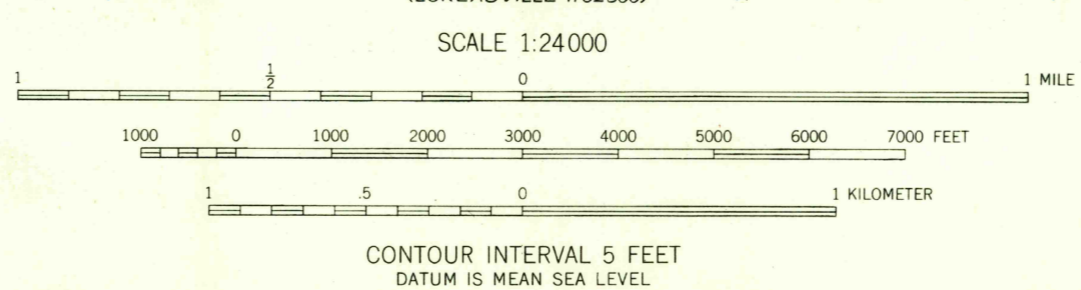 SCALE 1:24000
1 ½ 0 1 MILE
1000 0 1000 2000 3000 4000 5000 6000 7000 FEET
1 .5 0 1 KILOMETER
CONTOUR INTERVAL 5 FEET
DATUM IS MEAN SEA LEVEL